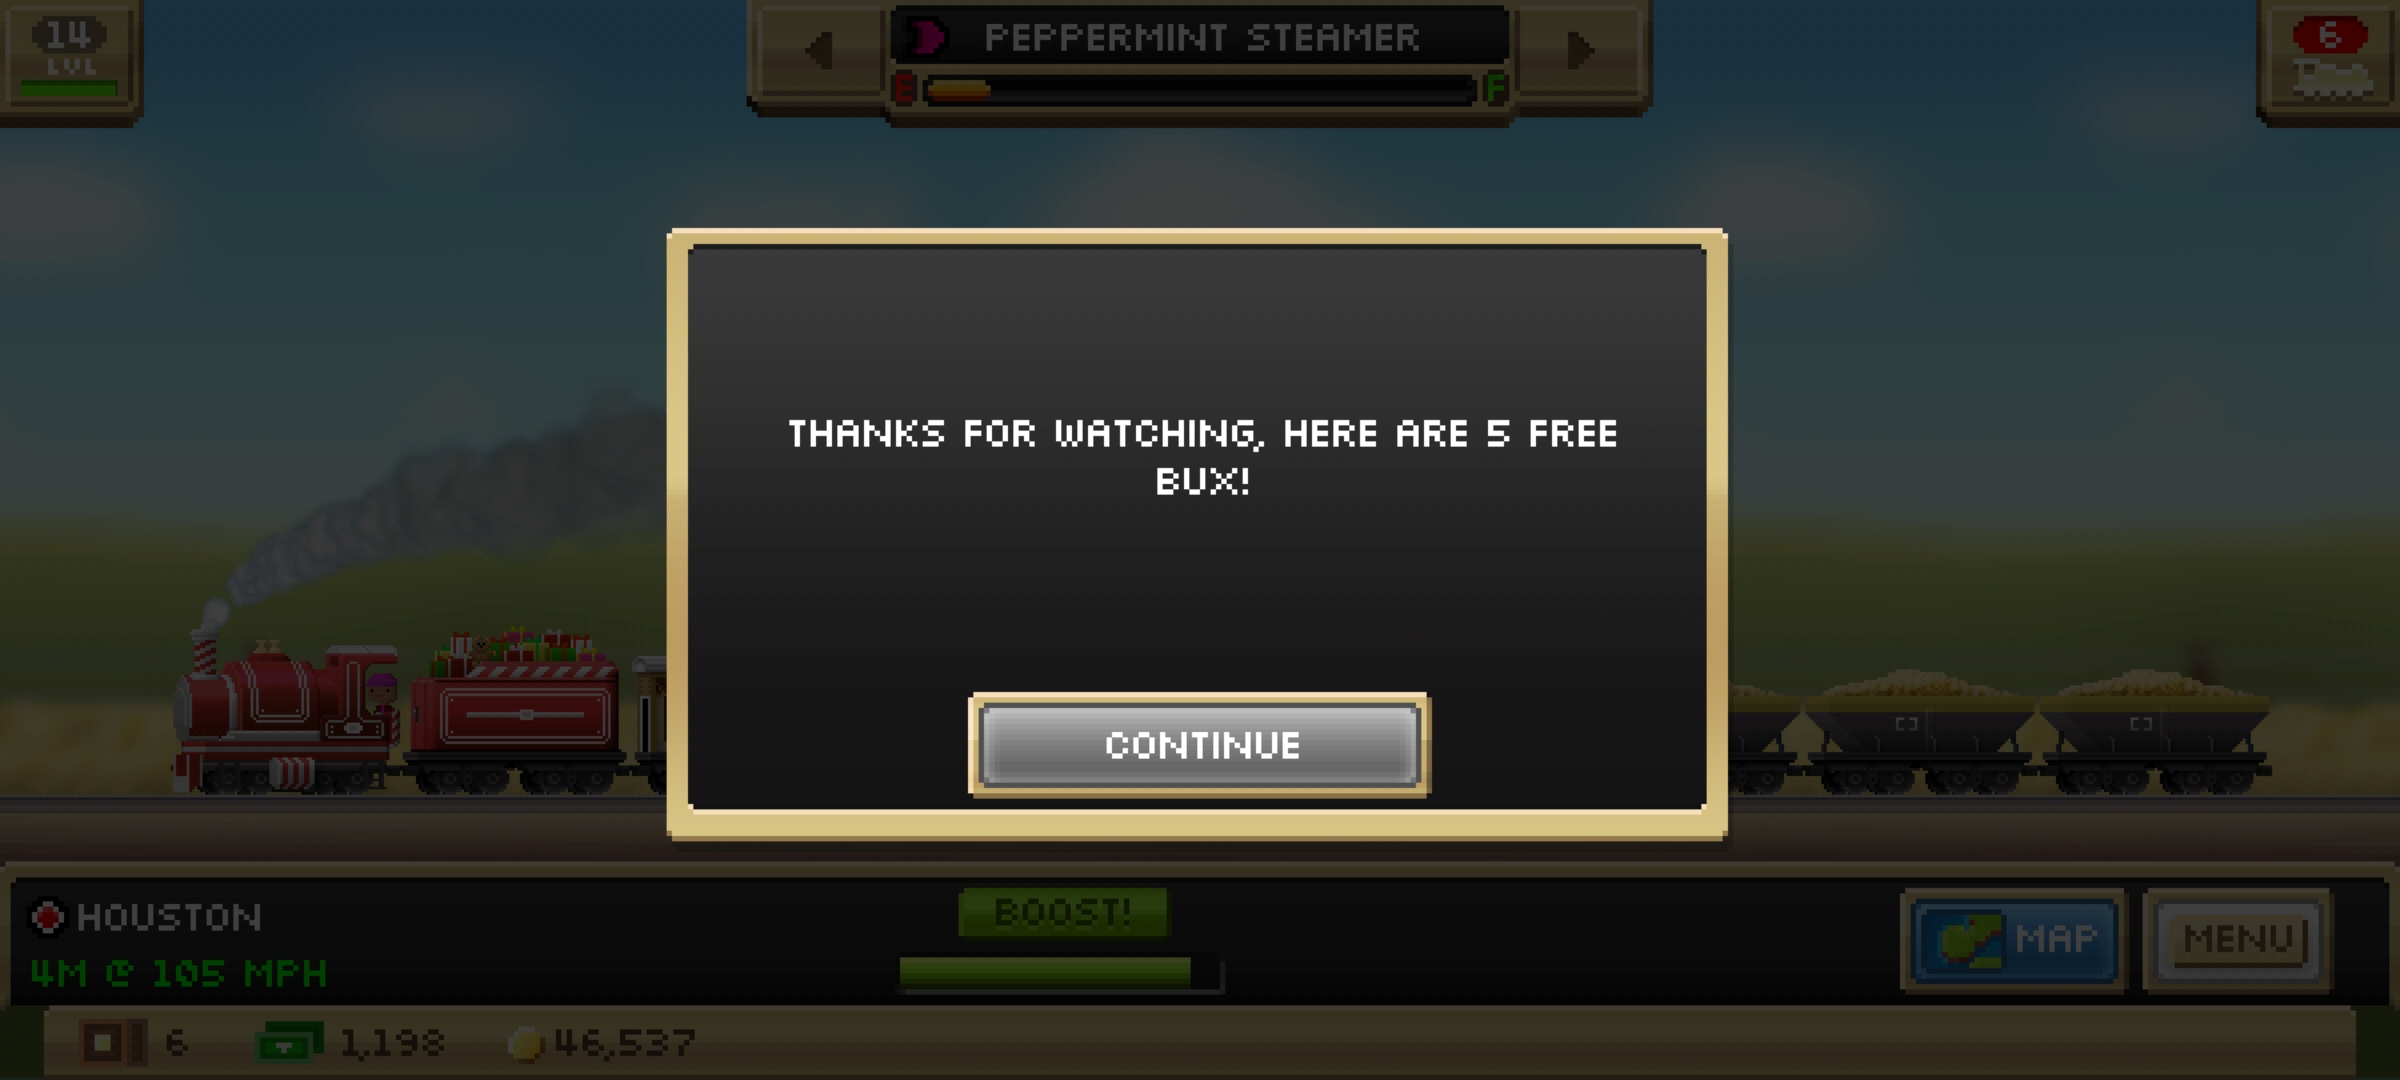 14
LVL
PEPPERMINT STEAMER
E
F
6
THANKS FOR WATCHING, HERE ARE 5 FREE
BUX!
CONTINUE
HOUSTON
4M @ 105 MPH
BOOST!
MAP
MENU
6
1,198
46,537